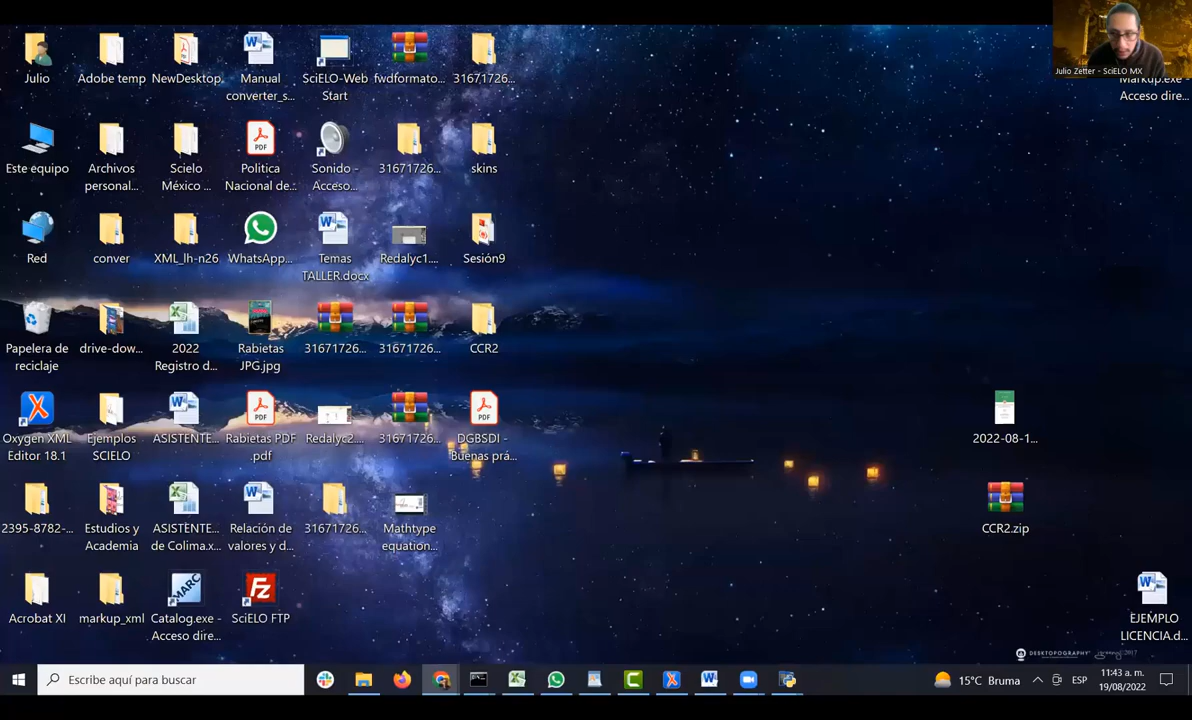 Julio
Adobe temp
NewDesktop...
Manual
converter_s...
SciELO-Web
Start
fwdformato...
31671726...
Julio Zetter - SciELO MX
Markup.exe -
Acceso dire...
Este equipo
Archivos
personal...
Scielo
México ...
PDF
Politica
Nacional de...
Sonido -
Acceso...
31671726...
skins
Red
conver
XML_lh-n26
WhatsApp...
Temas
TALLER.docx
Redalyc1....
Sesión9
Papelera de
reciclaje
drive-dow...
2022
Registro d...
Rabietas
JPG.jpg
31671726...
31671726...
CCR2
Oxygen XML
Editor 18.1
Ejemplos
SCIELO
ASISTENTE...
PDF
Rabietas PDF
.pdf
Redalyc2....
31671726...
PDF
DGBSDI -
Buenas prá...
2022-08-1...
2395-8782-...
Estudios y
Academia
ASISTENTE...
de Colima.x...
Relación de
valores y d...
31671726...
Mathtype
equation...
CCR2.zip
Acrobat XI
markup_xml
MARC
Catalog.exe -
Acceso dire...
SciELO FTP
EJEMPLO
LICENCIA.d...
DESKTOPOGRAPHY
Escribe aquí para buscar
15°C Bruma
ESP
11:43 a. m.
19/08/2022